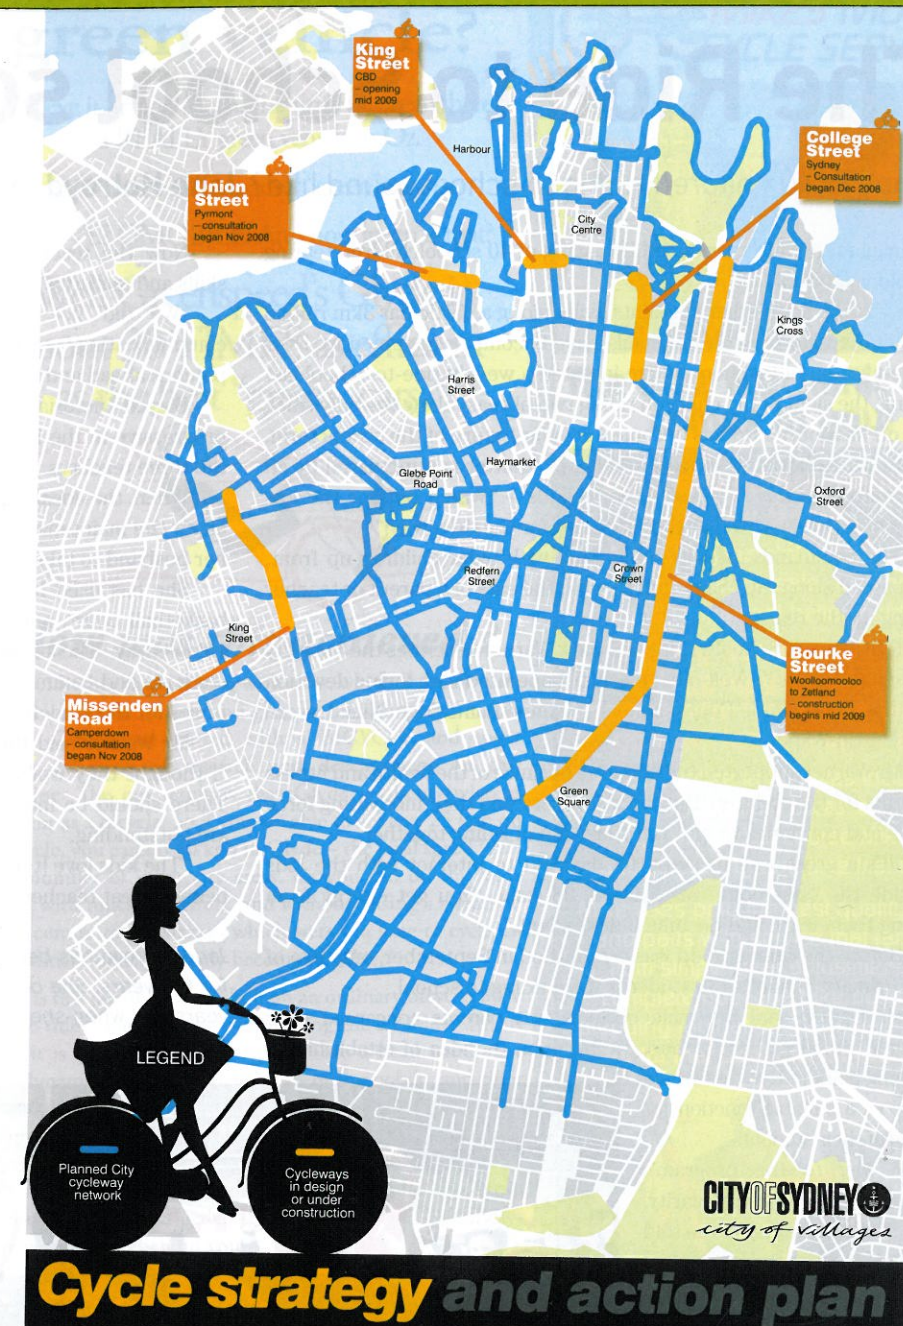 King
Street
CBD
– opening
mid 2009
College
Street
Sydney
– Consultation
began Dec 2008
Union
Street
Pyrmont
– consultation
began Nov 2008
Harbour
City
Centre
Kings
Cross
Harris
Street
Haymarket
Glebe Point
Road
Oxford
Street
Redfern
Street
Crown
Street
King
Street
Bourke
Street
Woolloomooloo
to Zetland
– construction
begins mid 2009
Missenden
Road
Camperdown
– consultation
began Nov 2008
Green
Square
LEGEND
Planned City
cycleway
network
Cycleways
in design
or under
construction
CITYOFSYDNEY
city of villages
Cycle strategy and action plan